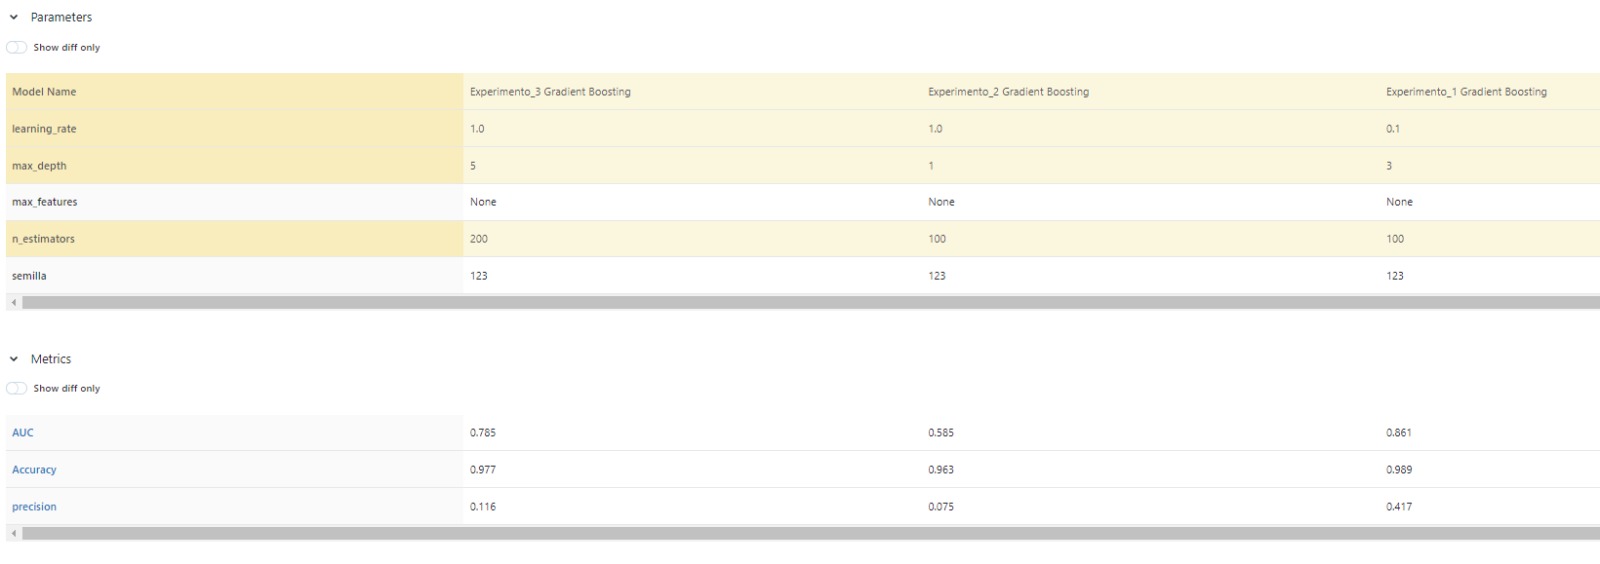 Parameters
Show diff only
Model Name Experimento_3 Gradient Boosting Experimento_2 Gradient Boosting Experimento_1 Gradient Boosting
learning_rate 1.0 1.0 0.1
max_depth 5 1 3
max_features None None None
n_estimators 200 100 100
semilla 123 123 123
Metrics
Show diff only
AUC 0.785 0.585 0.861
Accuracy 0.977 0.963 0.989
precision 0.116 0.075 0.417